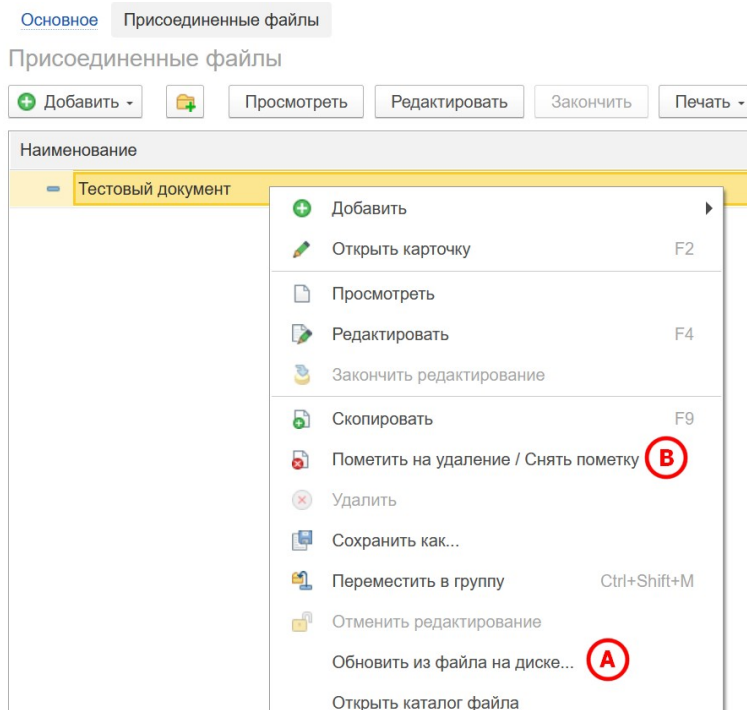 Основное Присоединенные файлы
Присоединенные файлы
Добавить Просмотреть Редактировать Закончить Печать
Наименование
Тестовый документ
Добавить
Открыть карточку F2
Просмотреть
Редактировать F4
Закончить редактирование
Скопировать F9
Пометить на удаление / Снять пометку B
Удалить
Сохранить как...
Переместить в группу Ctrl+Shift+M
Отменить редактирование
Обновить из файла на диске... A
Открыть каталог файла